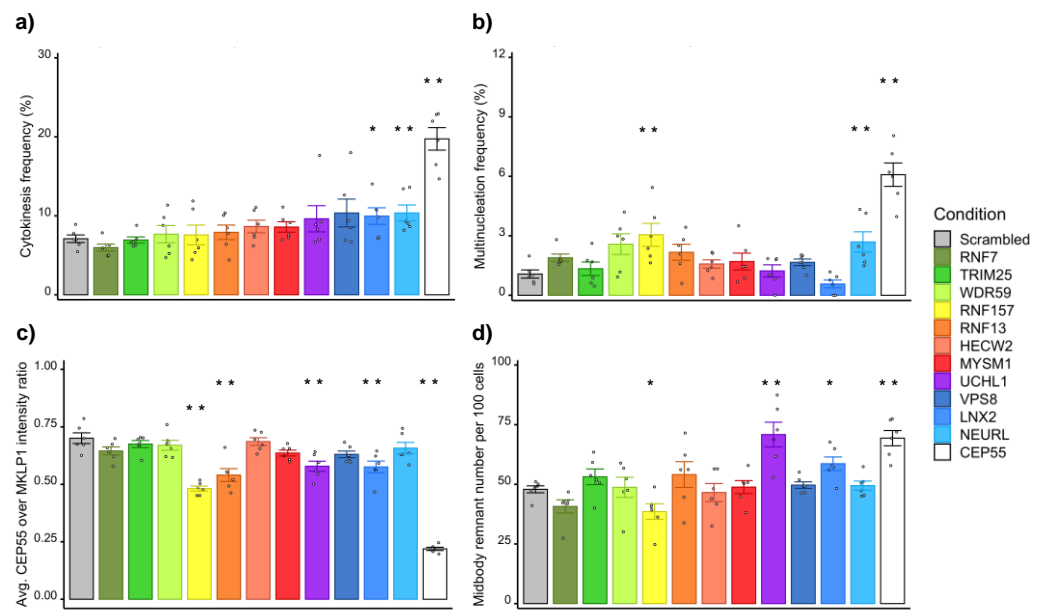 a)
Cytokinesis frequency (%)
30
20
10
0
* *
*
* *
b)
Multinucleation frequency (%)
12
9
6
3
0
* *
* *
* *
c)
Avg. CEP55 over MKLP1 intensity ratio
1.00
0.75
0.50
0.25
0.00
* *
* *
* *
* *
* *
d)
Midbody remnant number per 100 cells
100
75
50
25
0
*
* *
*
* *
Condition
Scrambled
RNF7
TRIM25
WDR59
RNF157
RNF13
HECW2
MYSM1
UCHL1
VPS8
LNX2
NEURL
CEP55